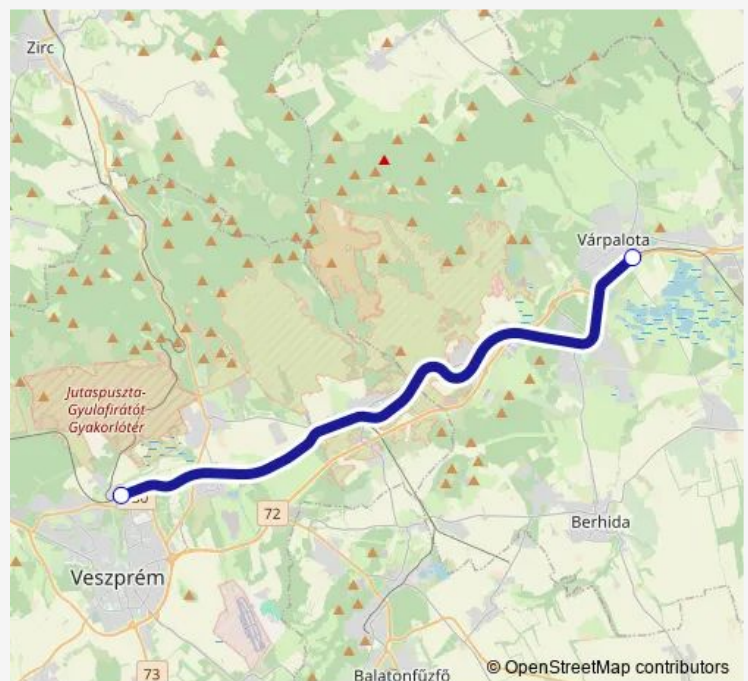 Zirc
Várpalota
Jutaspuszta-
Gyulafirátót
Gyakorlótér
72
Berhida
Veszprém
73
Balatonfűzfő
© OpenStreetMap contributors